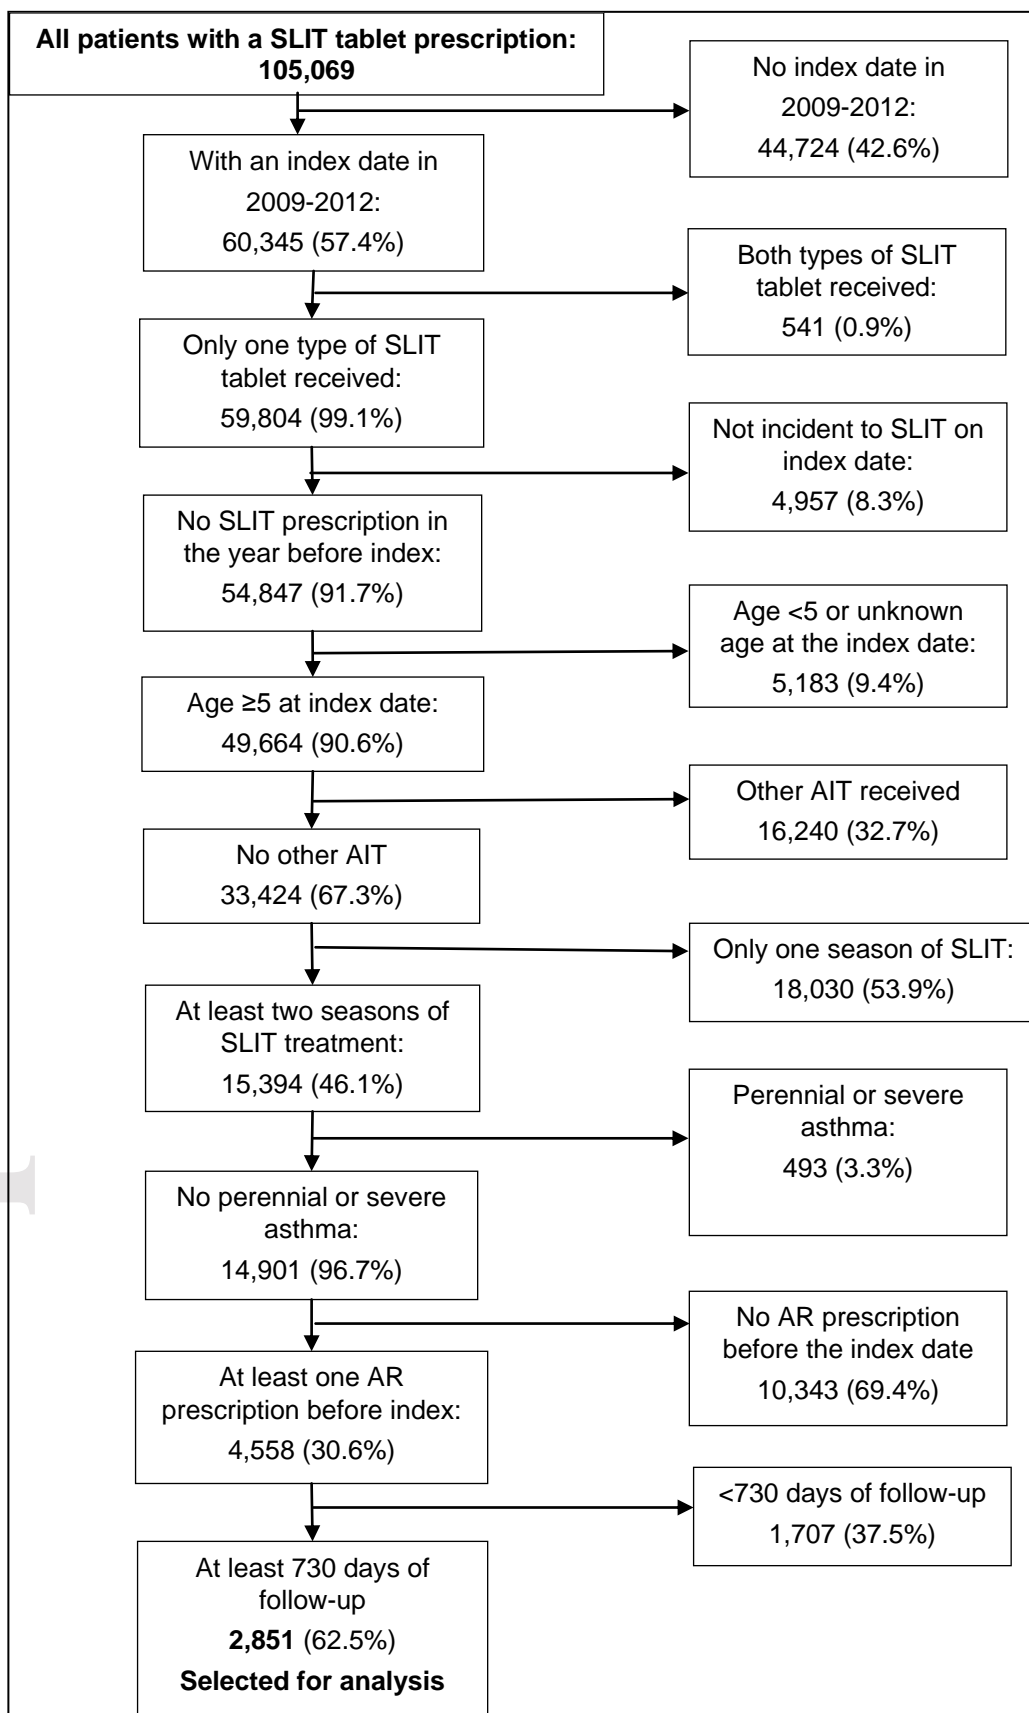 All patients with a SLIT tablet prescription:
105,069
No index date in
2009-2012:
44,724 (42.6%)
With an index date in
2009-2012:
60,345 (57.4%)
Both types of SLIT
tablet received:
541 (0.9%)
Only one type of SLIT
tablet received:
59,804 (99.1%)
Not incident to SLIT on
index date:
4,957 (8.3%)
No SLIT prescription in
the year before index:
54,847 (91.7%)
Age <5 or unknown
age at the index date:
5,183 (9.4%)
Age ≥5 at index date:
49,664 (90.6%)
Other AIT received
16,240 (32.7%)
No other AIT
33,424 (67.3%)
Only one season of SLIT:
18,030 (53.9%)
At least two seasons of
SLIT treatment:
15,394 (46.1%)
Perennial or severe
asthma:
493 (3.3%)
No perennial or severe
asthma:
14,901 (96.7%)
No AR prescription
before the index date
10,343 (69.4%)
At least one AR
prescription before index:
4,558 (30.6%)
<730 days of follow-up
1,707 (37.5%)
At least 730 days of
follow-up
2,851 (62.5%)
Selected for analysis